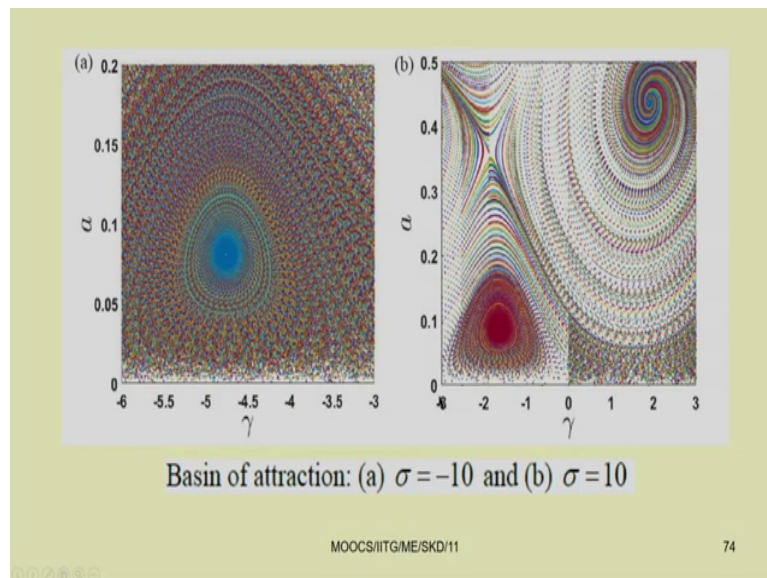 (a) 0.2
0.15
a 0.1
0.05
0
-6 -5.5 -5 -4.5 -4 -3.5 -3
γ
(b) 0.5
0.4
0.3
a
0.2
0.1
0
-2 -1 0 1 2 3
γ
Basin of attraction: (a) σ = −10 and (b) σ = 10
MOOCS/IITG/ME/SKD/11 74